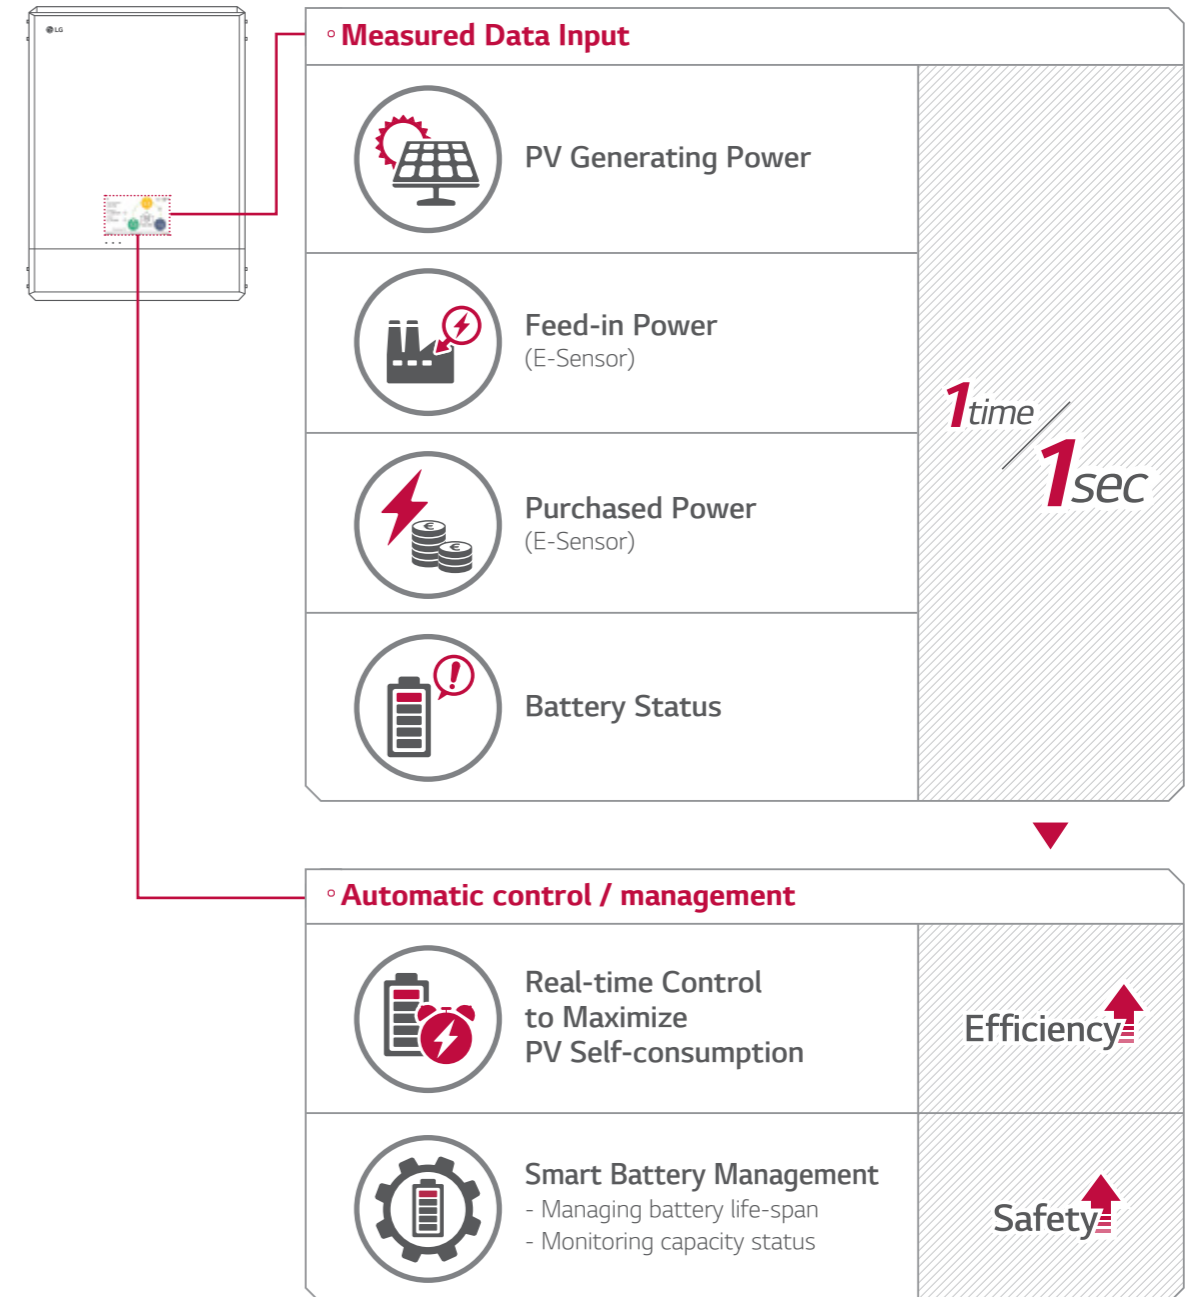 LG
Measured Data Input
PV Generating Power
Feed-in Power
(E-Sensor)
1time/1sec
Purchased Power
(E-Sensor)
Battery Status
Automatic control / management
Real-time Control
to Maximize
PV Self-consumption
Efficiency
Smart Battery Management
- Managing battery life-span
- Monitoring capacity status
Safety